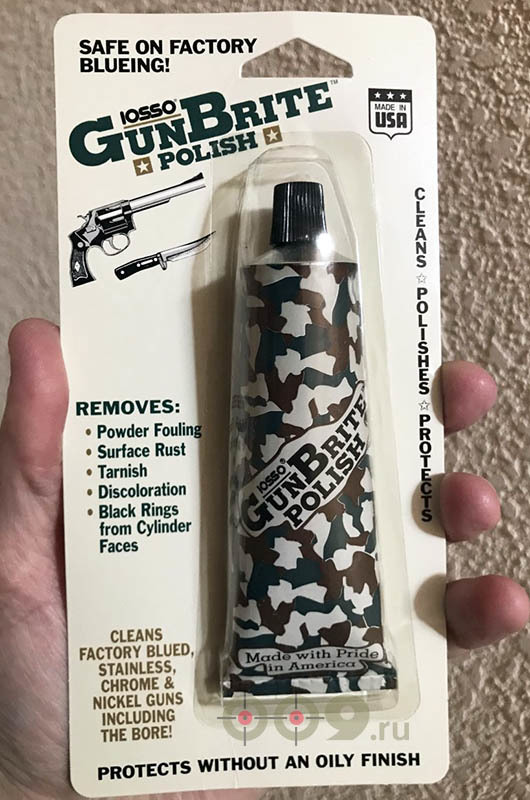 SAFE ON FACTORY
BLUEING!
IOSSO®
GUNBRITE™
POLISH
MADE IN
USA
CLEANS ☆ POLISHES ☆ PROTECTS
REMOVES:
• Powder Fouling
• Surface Rust
• Tarnish
• Discoloration
• Black Rings
from Cylinder
Faces
IOSSO®
GUNBRITE
POLISH
CLEANS
FACTORY BLUED,
STAINLESS,
CHROME &
NICKEL GUNS
INCLUDING
THE BORE!
Made with Pride
in America
009.ru
PROTECTS WITHOUT AN OILY FINISH